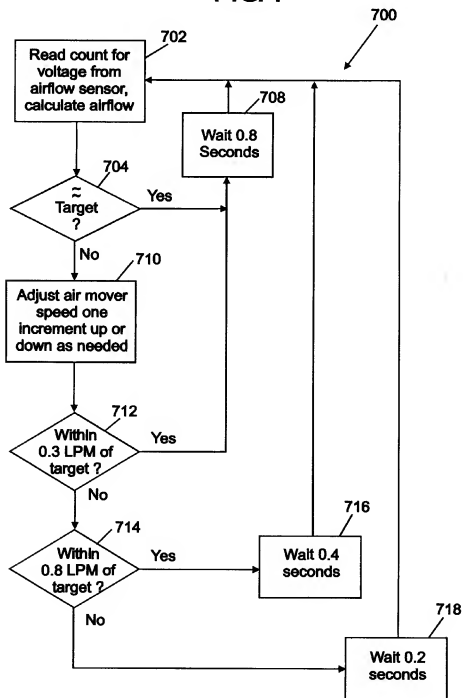 700
702
Read count for
voltage from
airflow sensor,
calculate airflow
708
Wait 0.8
Seconds
704
≈
Target
?
Yes
No
710
Adjust air mover
speed one
increment up or
down as needed
712
Within
0.3 LPM of
target ?
Yes
No
714
Within
0.8 LPM of
target ?
Yes
716
Wait 0.4
seconds
No
718
Wait 0.2
seconds